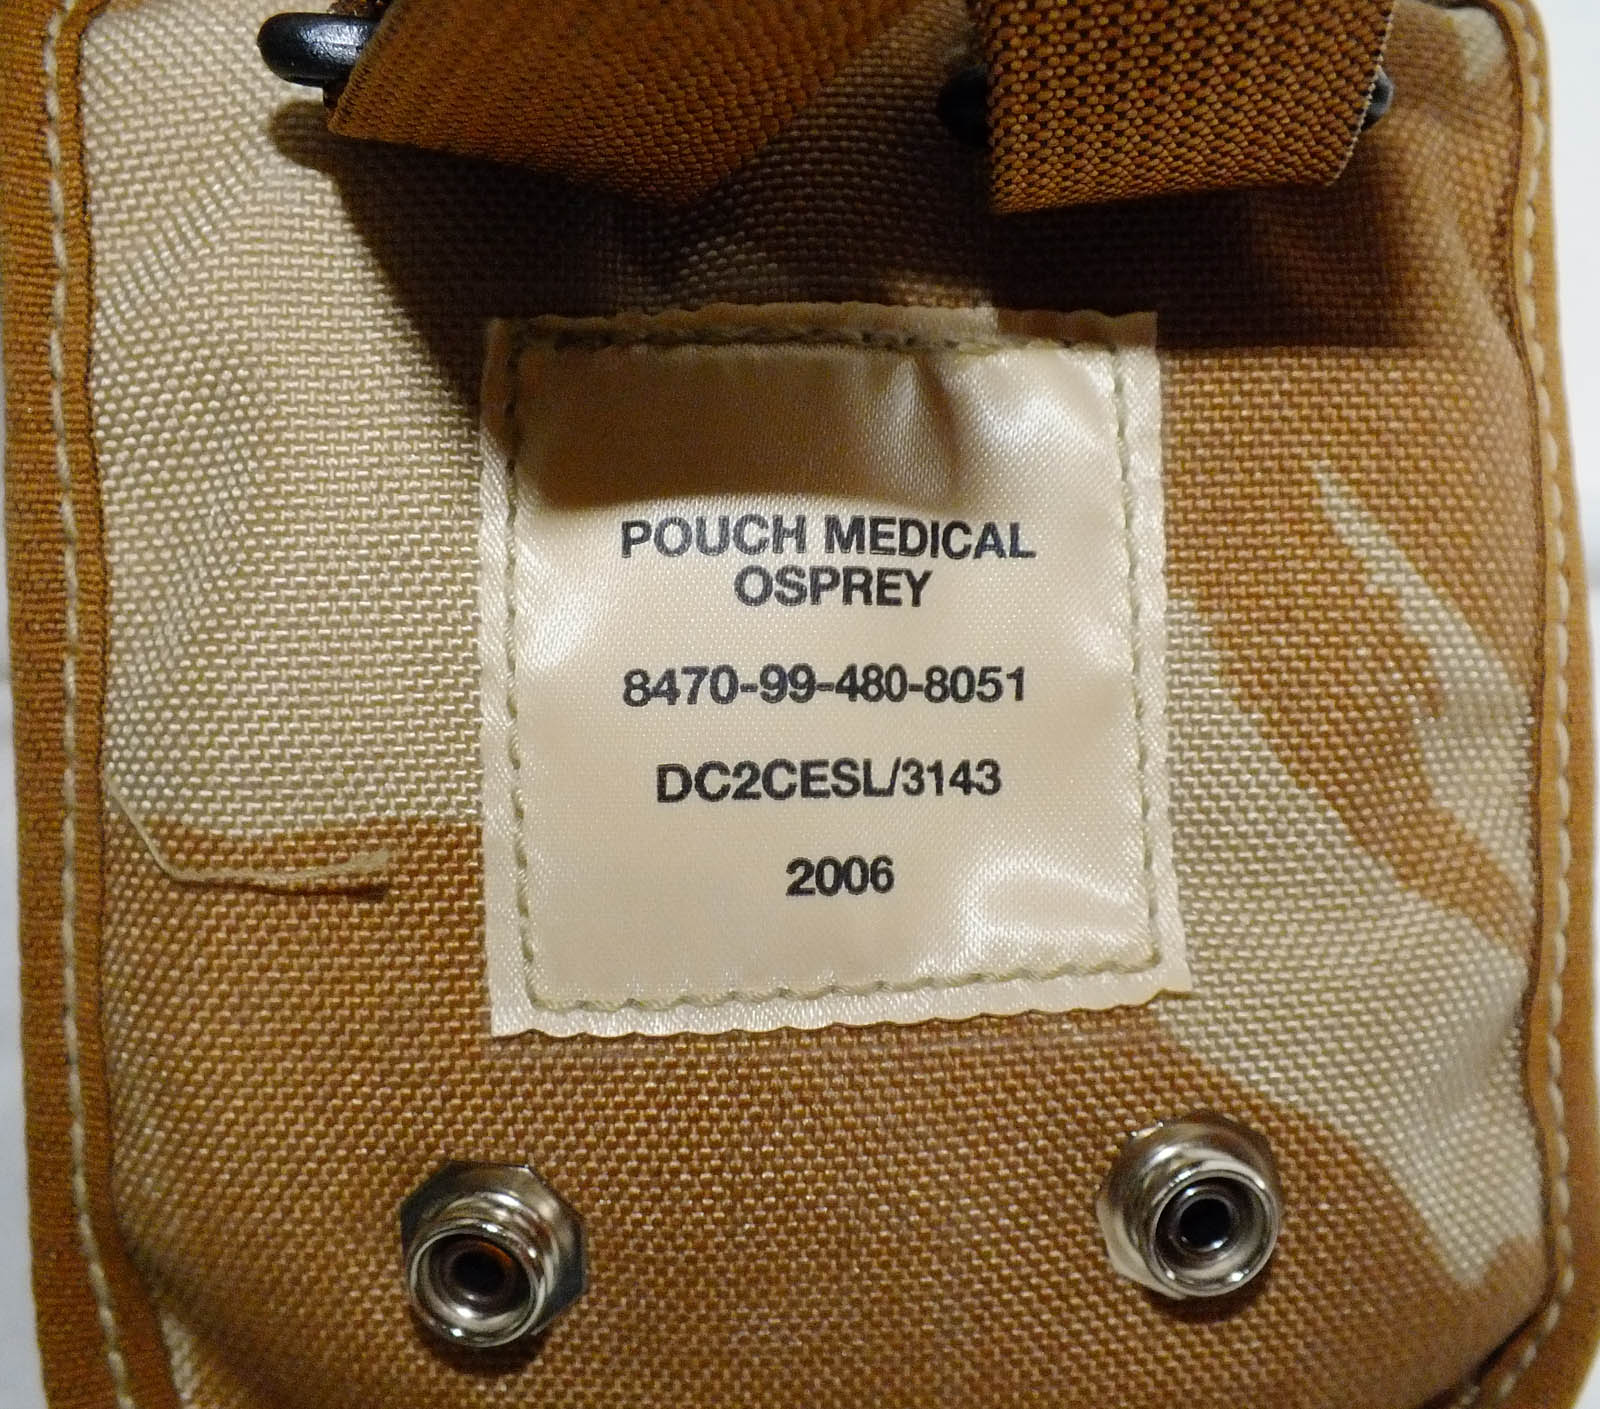 POUCH MEDICAL
OSPREY
8470-99-480-8051
DC2CESL/3143
2006